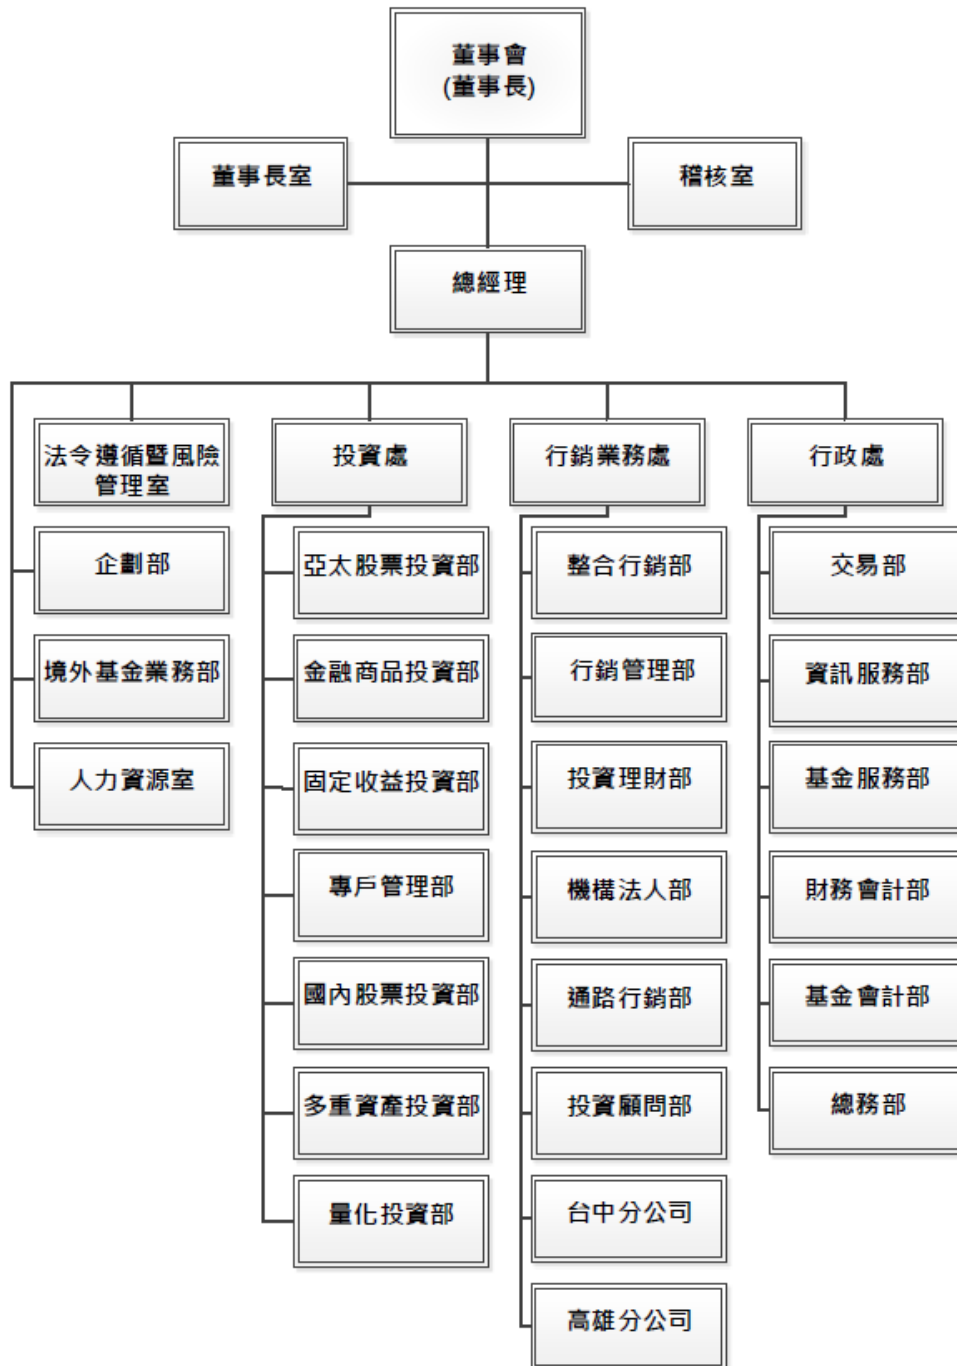 董事會
(董事長)
董事長室
稽核室
總經理
法令遵循暨風險
管理室
企劃部
境外基金業務部
人力資源室
投資處
亞太股票投資部
金融商品投資部
固定收益投資部
專戶管理部
國內股票投資部
多重資產投資部
量化投資部
行銷業務處
整合行銷部
行銷管理部
投資理財部
機構法人部
通路行銷部
投資顧問部
台中分公司
高雄分公司
行政處
交易部
資訊服務部
基金服務部
財務會計部
基金會計部
總務部